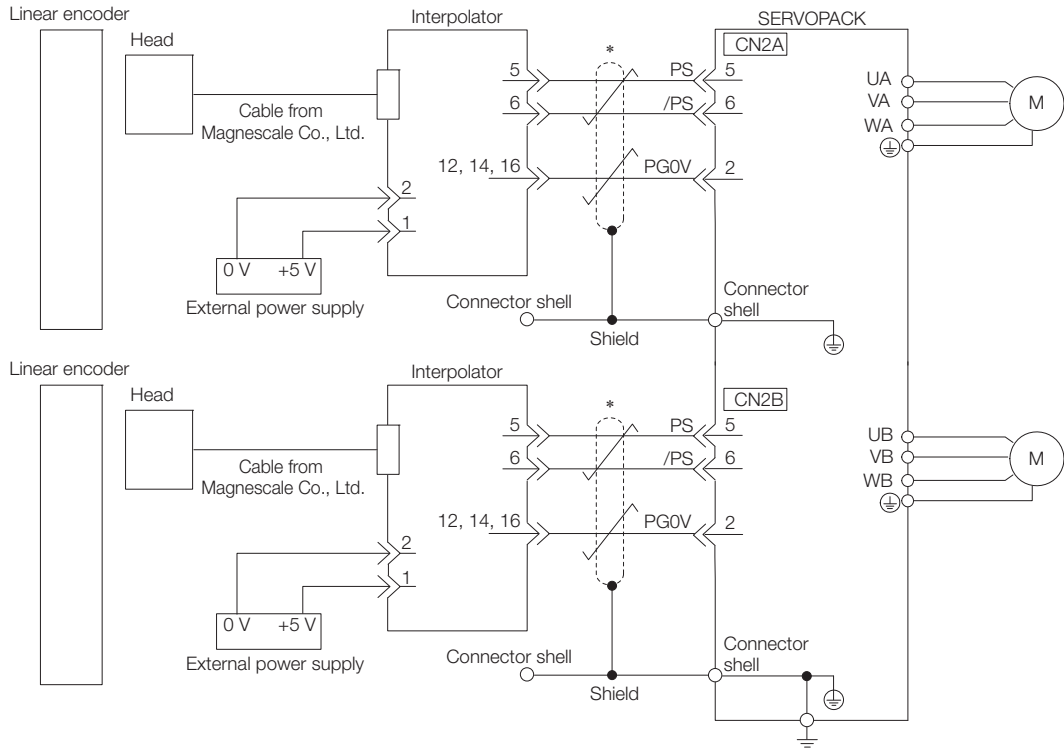 Linear encoder
Head
Interpolator
SERVOPACK
*
CN2A
5
PS
5
6
/PS
6
Cable from
Magnescale Co., Ltd.
12, 14, 16
PG0V
2
2
1
0 V
+5 V
External power supply
Connector shell
Shield
Connector
shell
UA
VA
WA
M
Linear encoder
Head
Interpolator
*
CN2B
5
PS
5
6
/PS
6
Cable from
Magnescale Co., Ltd.
12, 14, 16
PG0V
2
2
1
0 V
+5 V
External power supply
Connector shell
Shield
Connector
shell
UB
VB
WB
M